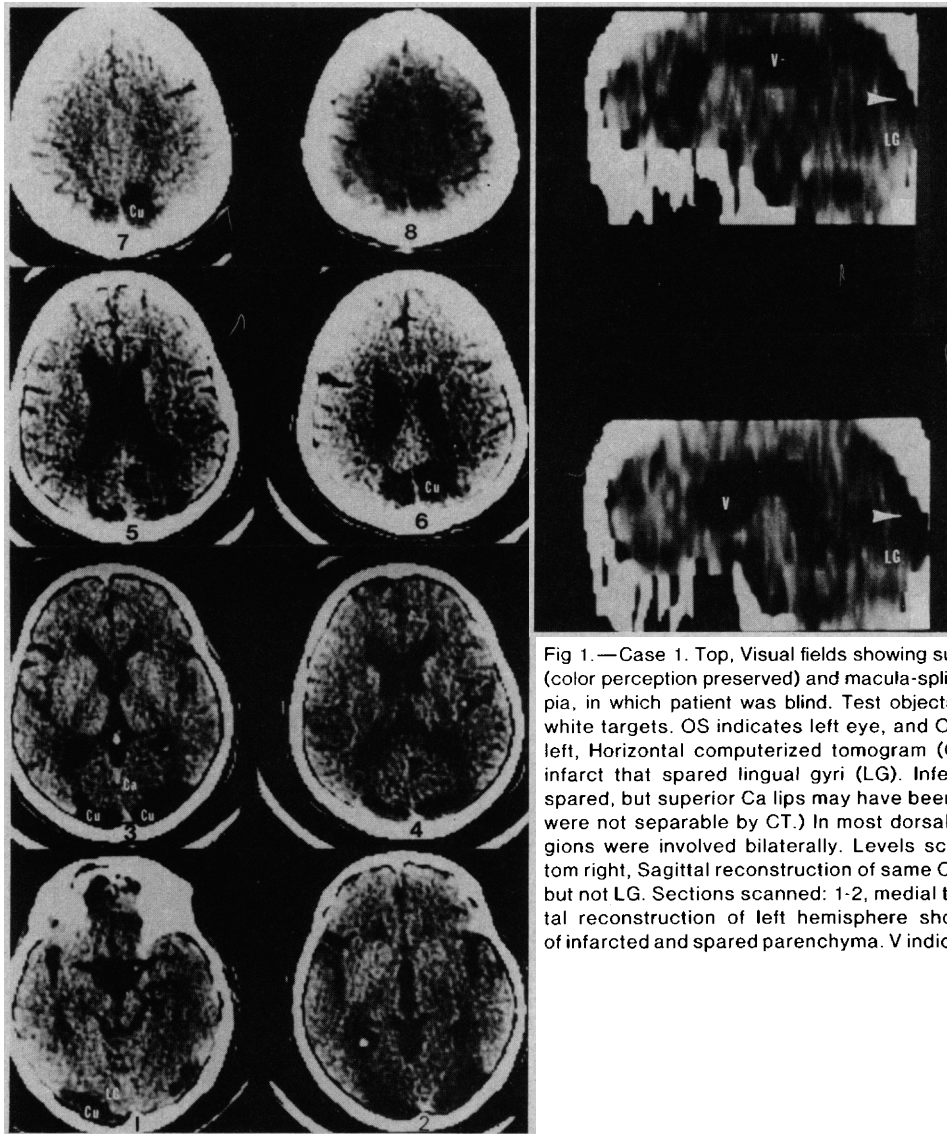 Cu
7
8
5
Cu
6
Ca
Cu
Cu
3
4
LG
Cu
1
2
V
LG
R
V
LG
Fig 1.—Case 1. Top, Visual fields showing su
(color perception preserved) and macula-spli
pia, in which patient was blind. Test object
white targets. OS indicates left eye, and O
left, Horizontal computerized tomogram (
infarct that spared lingual gyri (LG). Infe
spared, but superior Ca lips may have been
were not separable by CT.) In most dorsal
gions were involved bilaterally. Levels sc
tom right, Sagittal reconstruction of same C
but not LG. Sections scanned: 1-2, medial t
tal reconstruction of left hemisphere sho
of infarcted and spared parenchyma. V indic